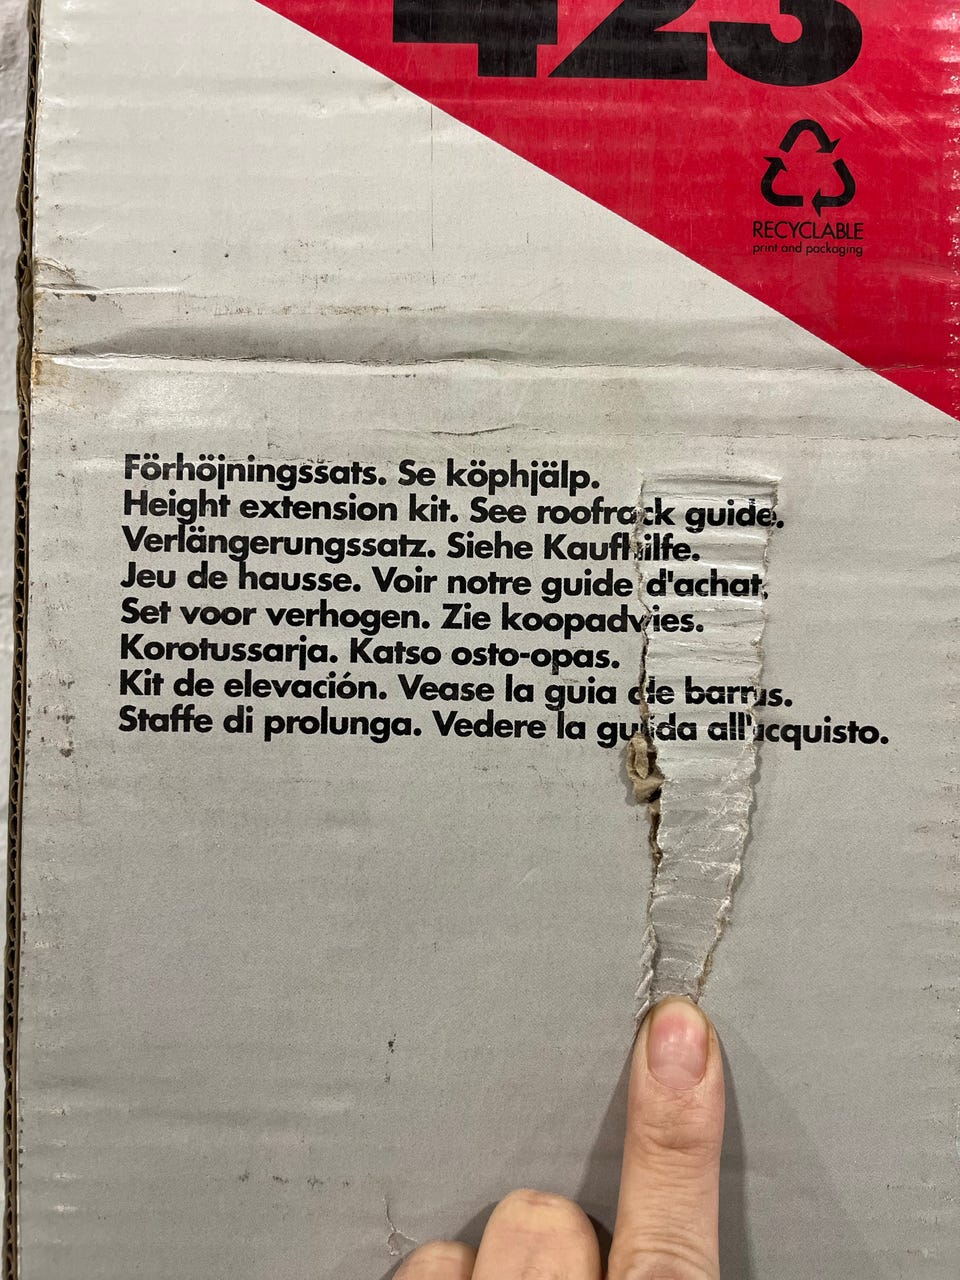 423
RECYCLABLE
print and packaging
Förhöjningssats. Se köphjälp.
Height extension kit. See roofrack guide.
Verlängerungssatz. Siehe Kaufhilfe.
Jeu de hausse. Voir notre guide d'achat.
Set voor verhogen. Zie koopadvies.
Korotussarja. Katso osto-opas.
Kit de elevación. Vease la guia de barras.
Staffe di prolunga. Vedere la guida all'acquisto.